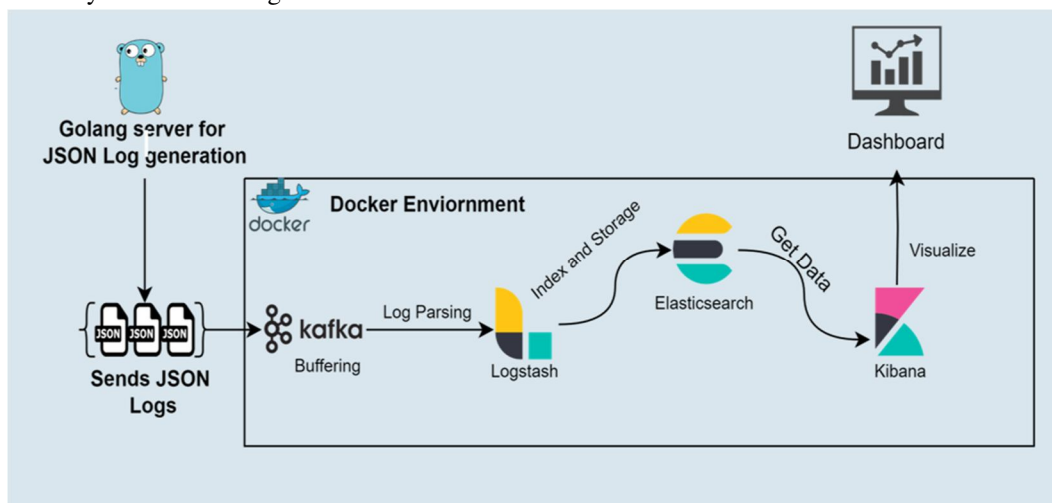 Golang server for
JSON Log generation
Dashboard
docker
Docker Enviornment
Index and Storage
Elasticsearch
Get Data
Visualize
JSON JSON JSON
kafka
Log Parsing
Buffering
Logstash
Kibana
Sends JSON
Logs